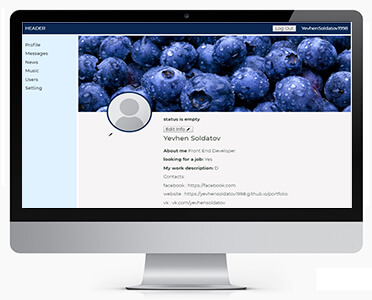 HEADER
Log Out YevhenSoldatov1998
Profile
Messages
News
Music
Users
Setting
status is empty
Edit Info
Yevhen Soldatov
About me Front End Developer
looking for a job: Yes
My work description: D
Contacts:
facebook : https://facebook.com
website : https://yevhensoldatov1998.github.io/portfolio
vk : vk.com/yevhensoldatov